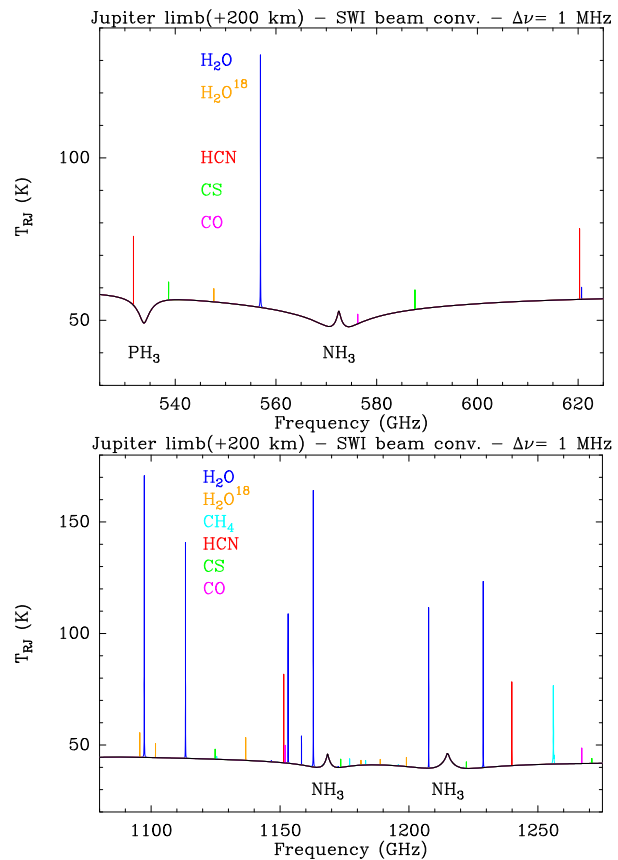 Jupiter limb(+200 km) – SWI beam conv. – Δν= 1 MHz
H₂O
H₂O¹⁸
HCN
CS
CO
100
50
T_RJ (K)
PH₃
NH₃
540
560
580
600
620
Frequency (GHz)
Jupiter limb(+200 km) – SWI beam conv. – Δν= 1 MHz
H₂O
H₂O¹⁸
CH₄
HCN
CS
CO
150
100
50
T_RJ (K)
NH₃
NH₃
1100
1150
1200
1250
Frequency (GHz)